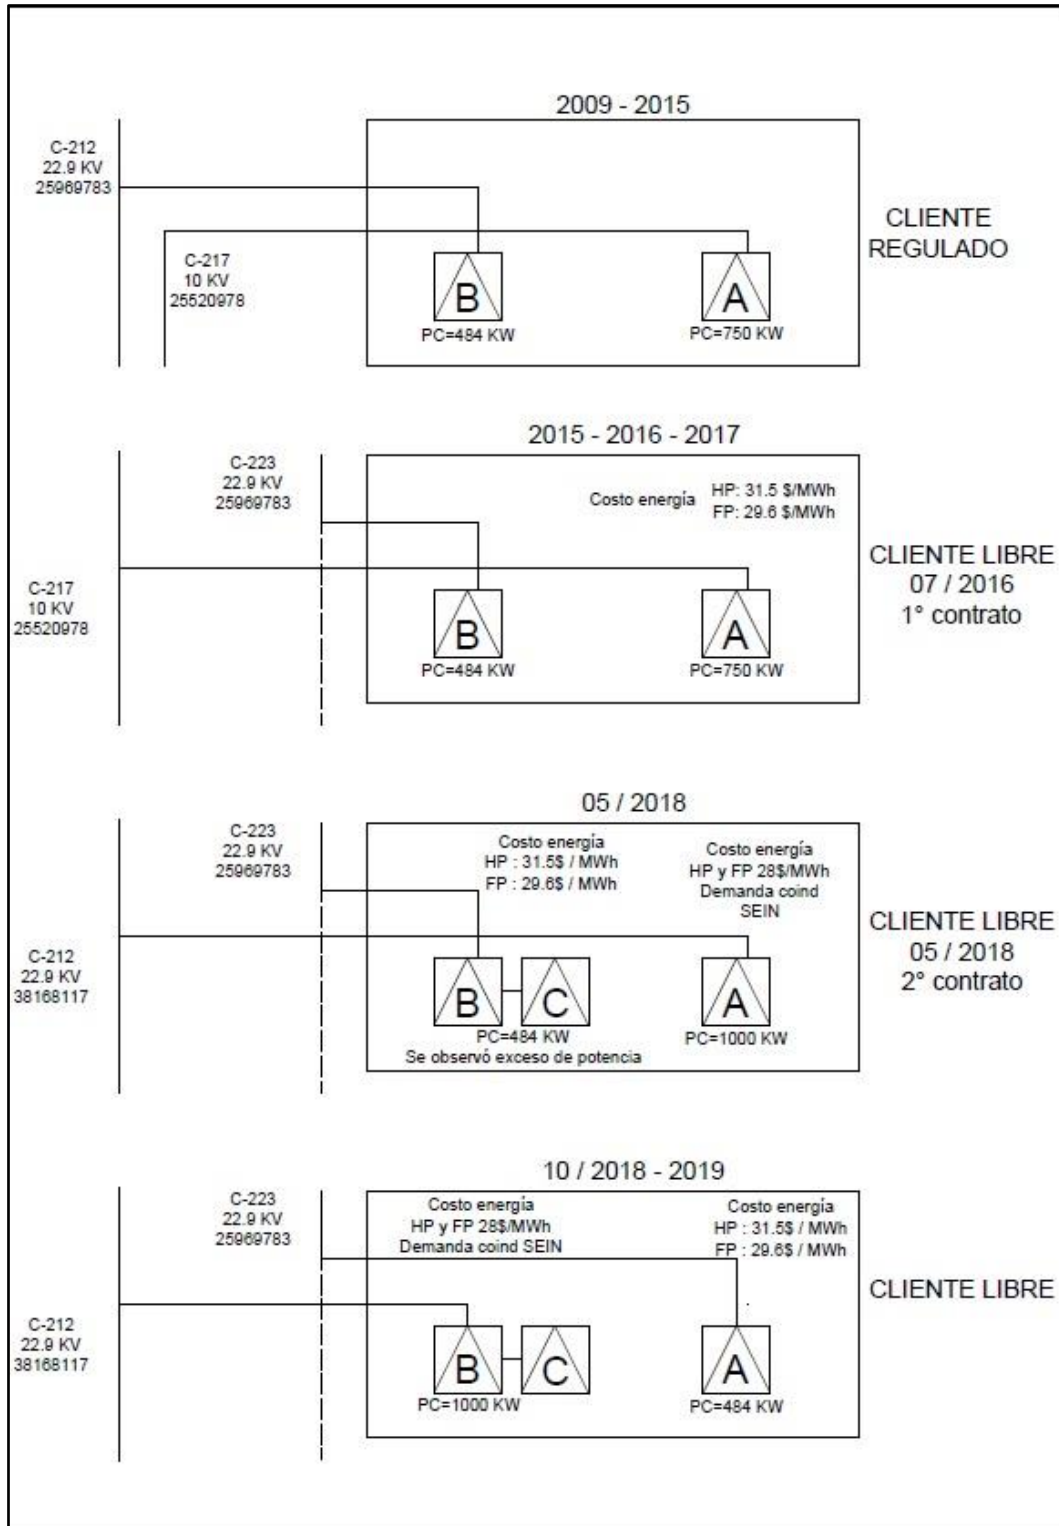 2009 - 2015
C-212
22.9 KV
25969783
C-217
10 KV
25520978
B
PC=484 KW
A
PC=750 KW
CLIENTE
REGULADO
2015 - 2016 - 2017
C-223
22.9 KV
25969783
Costo energía
HP: 31.5 $/MWh
FP: 29.6 $/MWh
C-217
10 KV
25520978
B
PC=484 KW
A
PC=750 KW
CLIENTE LIBRE
07 / 2016
1° contrato
05 / 2018
C-223
22.9 KV
25969783
Costo energía
HP : 31.5$ / MWh
FP : 29.6$ / MWh
Costo energía
HP y FP 28$/MWh
Demanda coind
SEIN
C-212
22.9 KV
38168117
B
C
PC=484 KW
Se observó exceso de potencia
A
PC=1000 KW
CLIENTE LIBRE
05 / 2018
2° contrato
10 / 2018 - 2019
C-223
22.9 KV
25969783
Costo energía
HP y FP 28$/MWh
Demanda coind SEIN
Costo energía
HP : 31.5$ / MWh
FP : 29.6$ / MWh
C-212
22.9 KV
38168117
B
C
PC=1000 KW
A
PC=484 KW
CLIENTE LIBRE